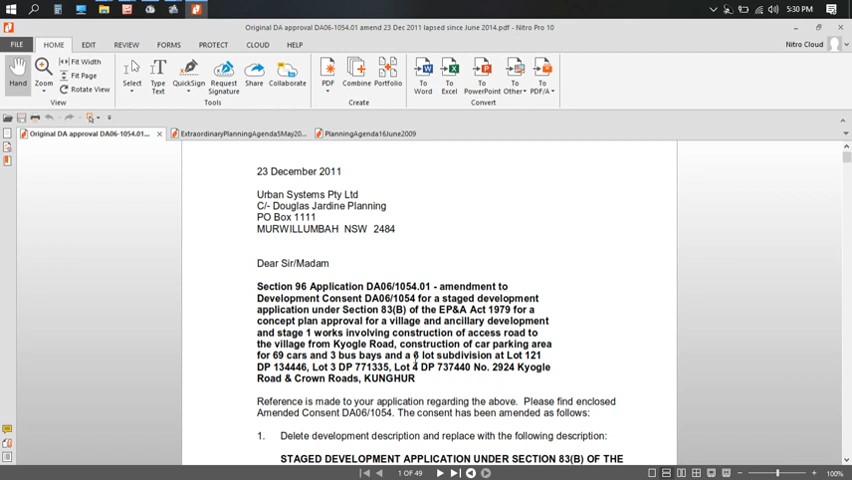 5:30 PM
Original DA approval DA06-1054.01 amend 23 Dec 2011 lapsed since June 2014.pdf - Nitro Pro 10
FILE HOME EDIT REVIEW FORMS PROTECT CLOUD HELP
Nitro Cloud
Hand
Zoom
Fit Width
Fit Page
Rotate View
View
Select
Type Text
QuickSign
Request Signature
Share
Collaborate
Tools
PDF
Combine
Portfolio
Create
To Word
To Excel
To PowerPoint
To Other
To PDF/A
Convert
Original DA approval DA06-1054.01...
ExtraordinaryPlanningAgenda5May20...
PlanningAgenda16June2009
23 December 2011
Urban Systems Pty Ltd
C/- Douglas Jardine Planning
PO Box 1111
MURWILLUMBAH NSW 2484
Dear Sir/Madam
Section 96 Application DA06/1054.01 - amendment to
Development Consent DA06/1054 for a staged development
application under Section 83(B) of the EP&A Act 1979 for a
concept plan approval for a village and ancillary development
and stage 1 works involving construction of access road to
the village from Kyogle Road, construction of car parking area
for 69 cars and 3 bus bays and a 6 lot subdivision at Lot 121
DP 134446, Lot 3 DP 771335, Lot 4 DP 737440 No. 2924 Kyogle
Road & Crown Roads, KUNGHUR
Reference is made to your application regarding the above. Please find enclosed
Amended Consent DA06/1054. The consent has been amended as follows:
1. Delete development description and replace with the following description:
STAGED DEVELOPMENT APPLICATION UNDER SECTION 83(B) OF THE
1 OF 49
100%